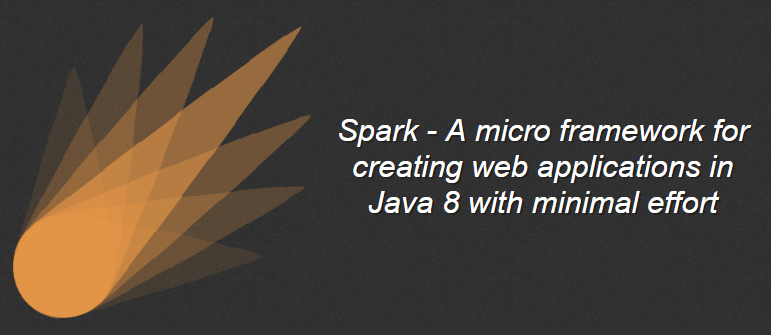 Spark - A micro framework for
creating web applications in
Java 8 with minimal effort